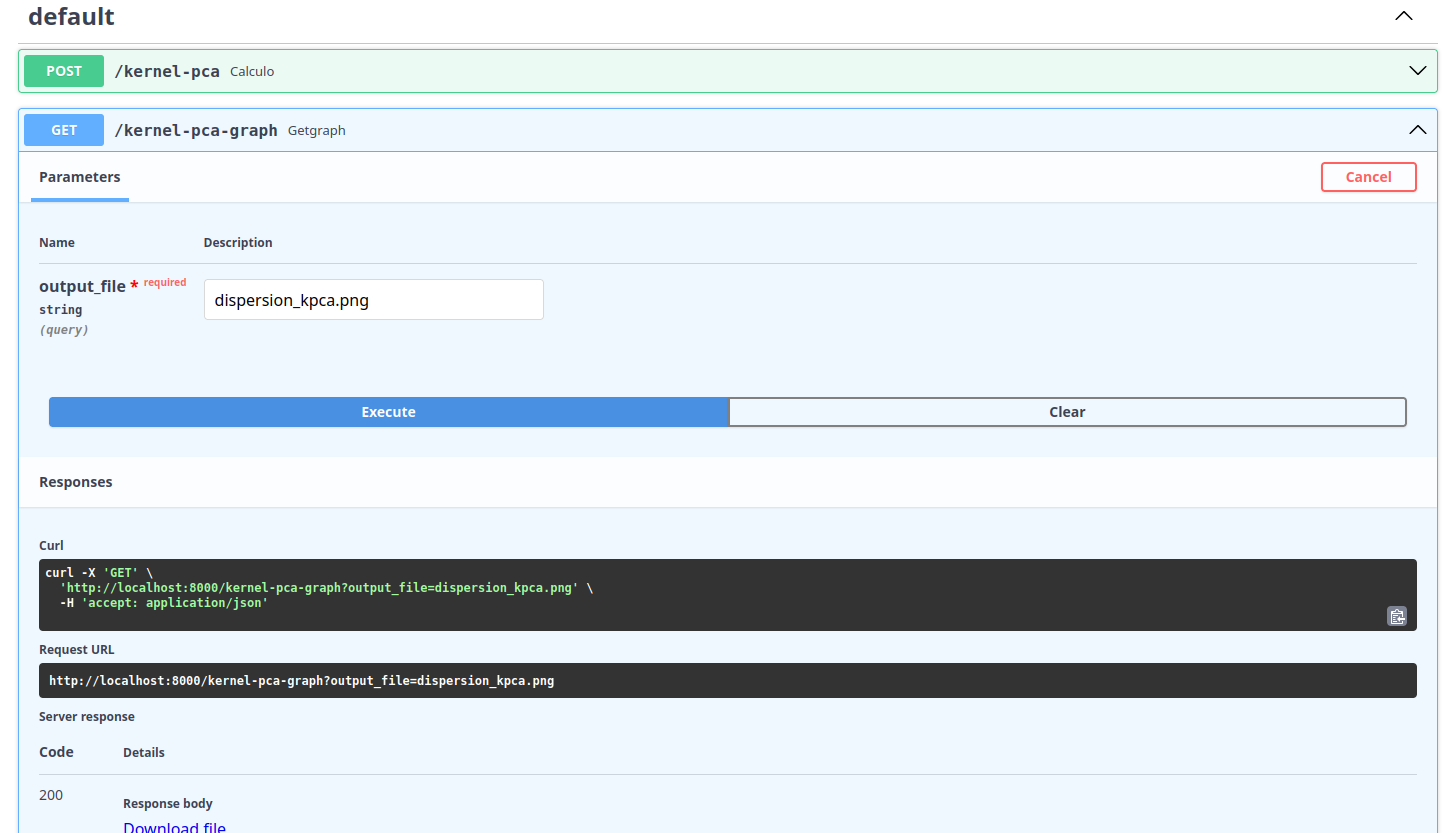 default
POST /kernel-pca Calculo
GET /kernel-pca-graph Getgraph
Parameters Cancel
Name Description
output_file * required dispersion_kpca.png
string
(query)
Execute Clear
Responses
Curl
curl -X 'GET' \
'http://localhost:8000/kernel-pca-graph?output_file=dispersion_kpca.png' \
-H 'accept: application/json'
Request URL
http://localhost:8000/kernel-pca-graph?output_file=dispersion_kpca.png
Server response
Code Details
200
Response body
Download file